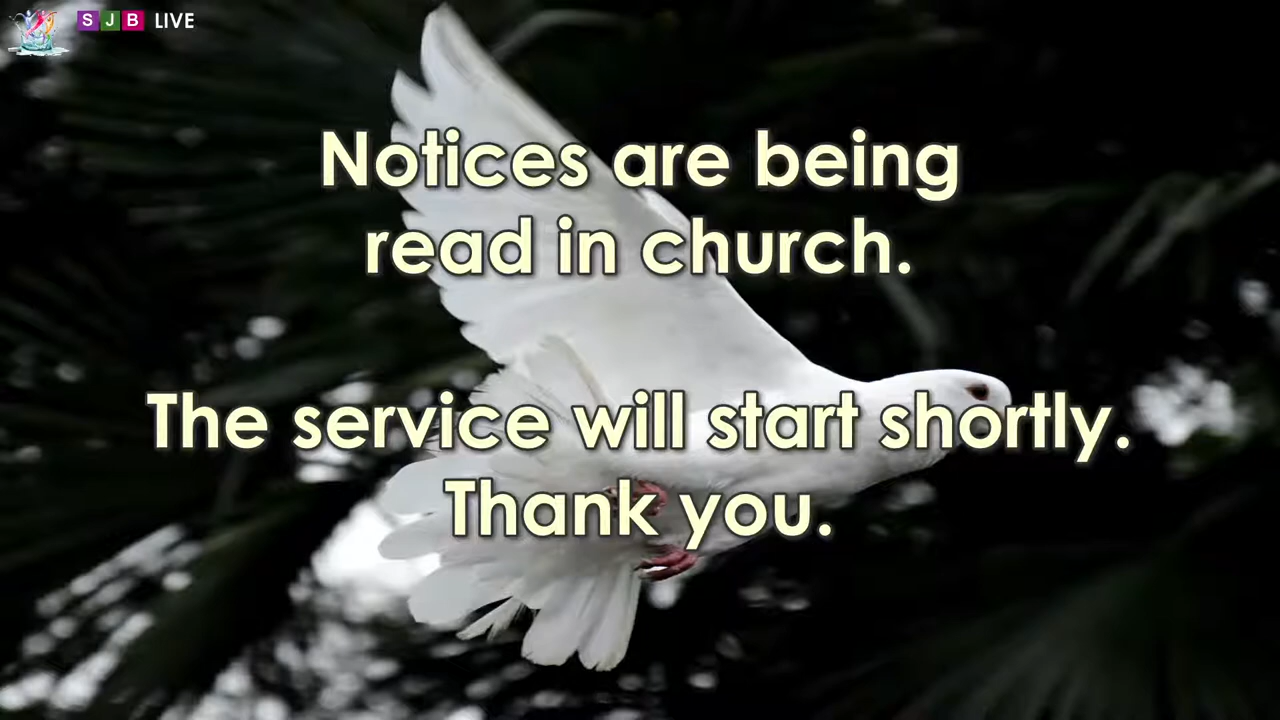 SJB LIVE
Notices are being
read in church.
The service will start shortly.
Thank you.